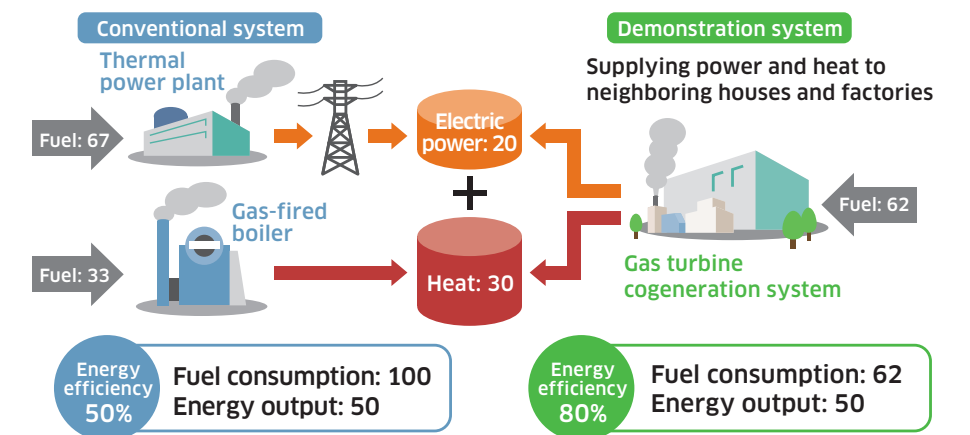 Conventional system
Thermal
power plant
Fuel: 67
Electric
power: 20
Gas-fired
boiler
Fuel: 33
Heat: 30
Demonstration system
Supplying power and heat to
neighboring houses and factories
Fuel: 62
Gas turbine
cogeneration system
Energy
efficiency
50%
Fuel consumption: 100
Energy output: 50
Energy
efficiency
80%
Fuel consumption: 62
Energy output: 50